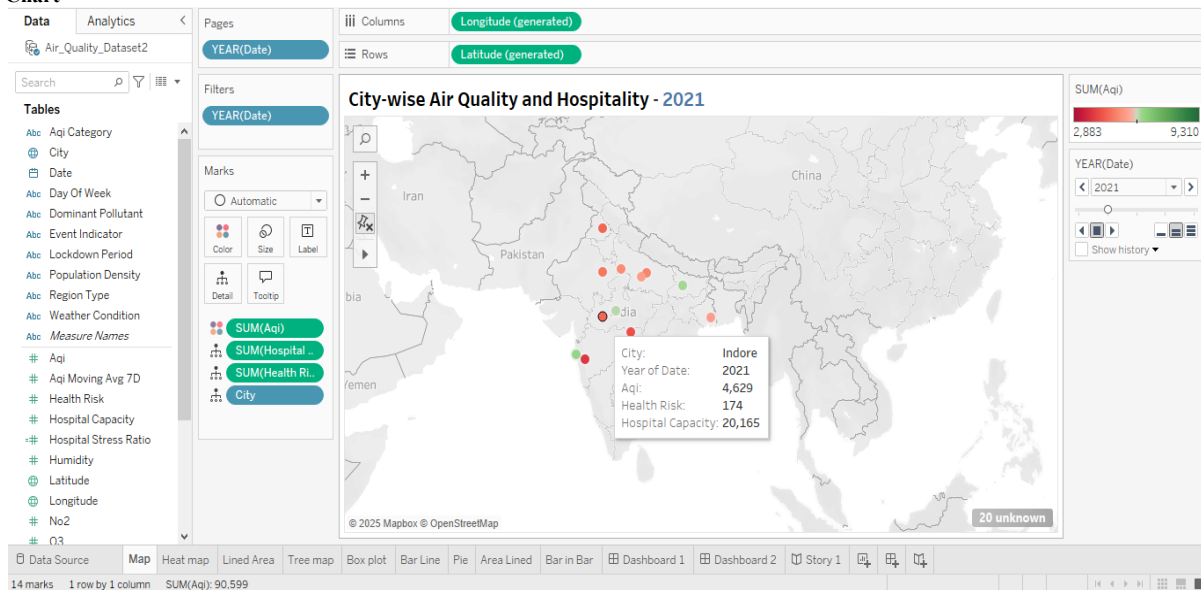 Chart
Data Analytics <
Air_Quality_Dataset2
Search
Tables
Abc Aqi Category
City
Date
Abc Day Of Week
Abc Dominant Pollutant
Abc Event Indicator
Abc Lockdown Period
Abc Population Density
Abc Region Type
Abc Weather Condition
Abc Measure Names
# Aqi
# Aqi Moving Avg 7D
# Health Risk
# Hospital Capacity
=# Hospital Stress Ratio
# Humidity
Latitude
Longitude
# No2
# O3
Pages
YEAR(Date)
Filters
YEAR(Date)
Marks
Automatic
Color Size Label
Detail Tooltip
SUM(Aqi)
SUM(Hospital ..
SUM(Health Ri..
City
iii Columns Longitude (generated)
Rows Latitude (generated)
City-wise Air Quality and Hospitality - 2021
Iran
China
Pakistan
dia
bia
Yemen
City: Indore
Year of Date: 2021
Aqi: 4,629
Health Risk: 174
Hospital Capacity: 20,165
© 2025 Mapbox © OpenStreetMap
20 unknown
SUM(Aqi)
2,883 9,310
YEAR(Date)
2021
Show history
Data Source Map Heat map Lined Area Tree map Box plot Bar Line Pie Area Lined Bar in Bar Dashboard 1 Dashboard 2 Story 1
14 marks 1 row by 1 column SUM(Aqi): 90,599